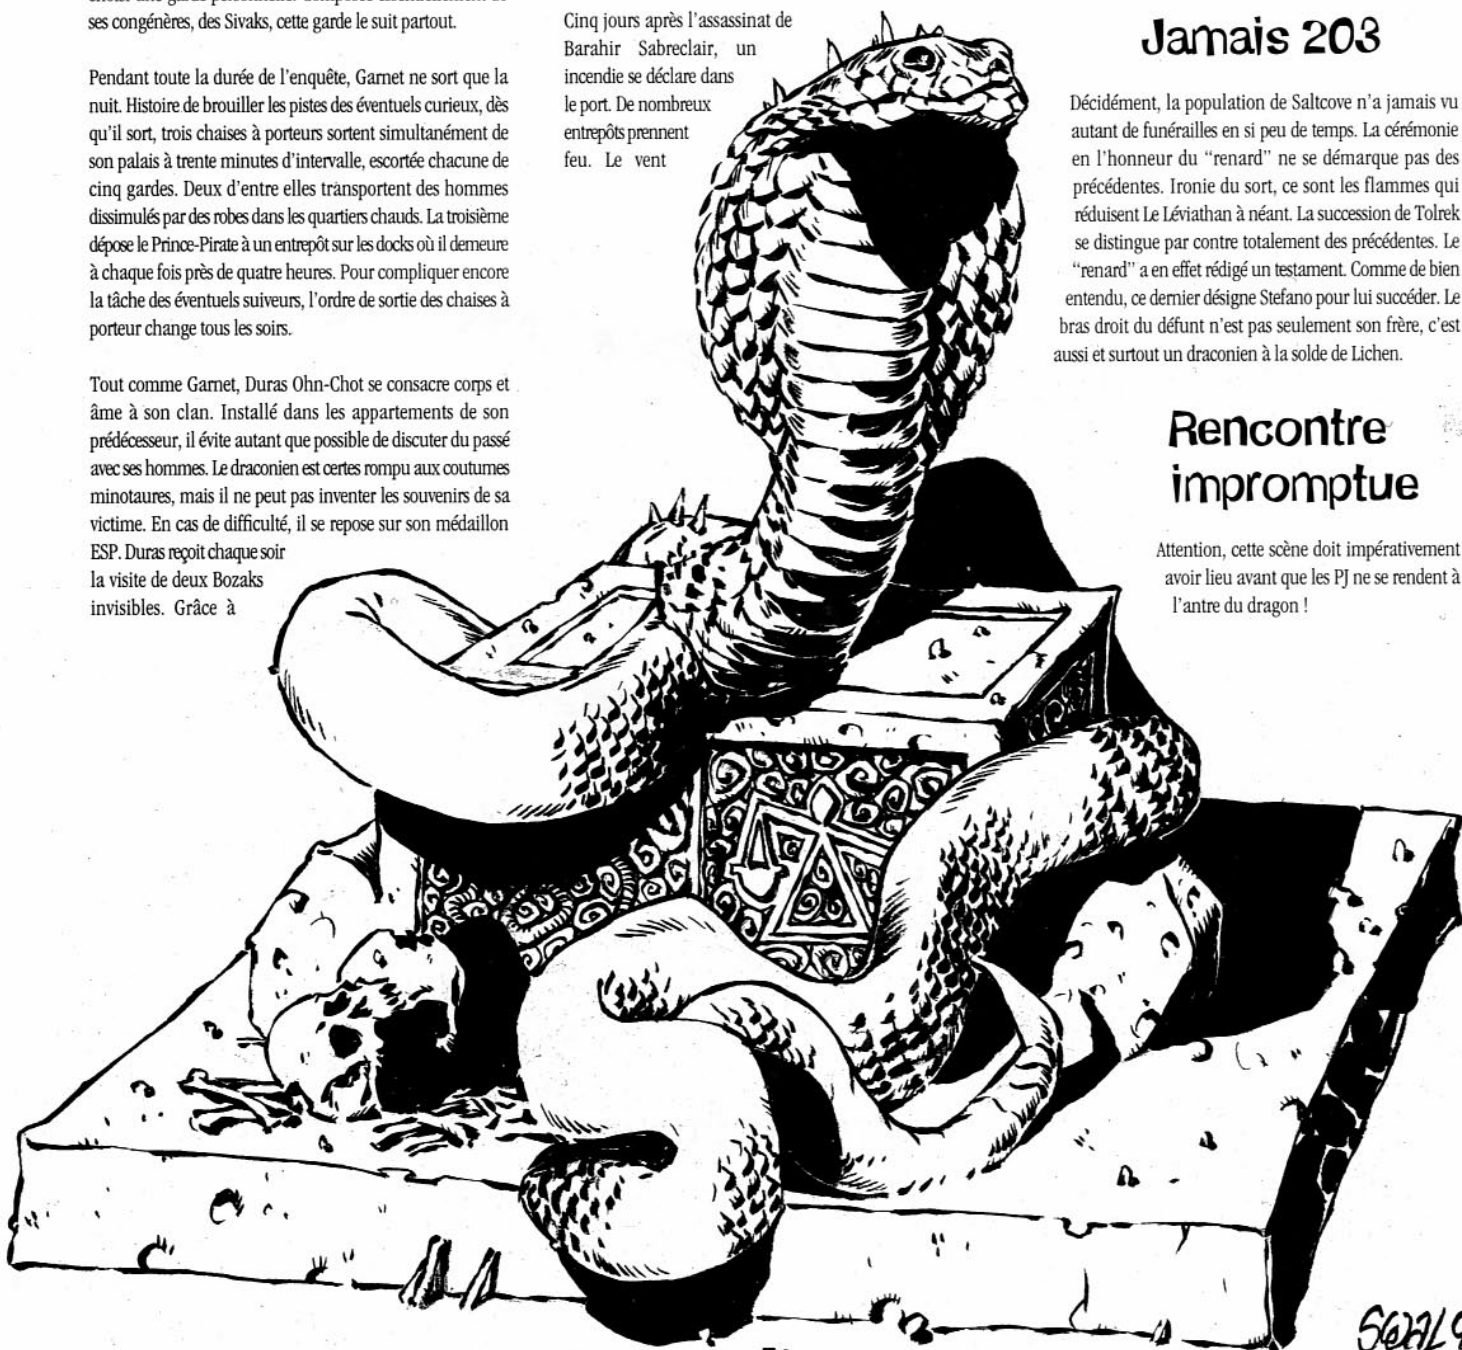 ses congénères, des Sivaks, cette garde le suit partout.
Pendant toute la durée de l'enquête, Garnet ne sort que la
nuit. Histoire de brouiller les pistes des éventuels curieux, dès
qu'il sort, trois chaises à porteurs sortent simultanément de
son palais à trente minutes d'intervalle, escortée chacune de
cinq gardes. Deux d'entre elles transportent des hommes
dissimulés par des robes dans les quartiers chauds. La troisième
dépose le Prince-Pirate à un entrepôt sur les docks où il demeure
à chaque fois près de quatre heures. Pour compliquer encore
la tâche des éventuels suiveurs, l'ordre de sortie des chaises à
porteur change tous les soirs.
Tout comme Garnet, Duras Ohn-Chot se consacre corps et
âme à son clan. Installé dans les appartements de son
prédécesseur, il évite autant que possible de discuter du passé
avec ses hommes. Le draconien est certes rompu aux coutumes
minotaures, mais il ne peut pas inventer les souvenirs de sa
victime. En cas de difficulté, il se repose sur son médaillon
ESP. Duras reçoit chaque soir
la visite de deux Bozaks
invisibles. Grâce à
Cinq jours après l'assassinat de
Barahir Sabreclair, un
incendie se déclare dans
le port. De nombreux
entrepôts prennent
feu. Le vent
Jamais 203
Décidément, la population de Saltcove n'a jamais vu
autant de funérailles en si peu de temps. La cérémonie
en l'honneur du "renard" ne se démarque pas des
précédentes. Ironie du sort, ce sont les flammes qui
réduisent Le Léviathan à néant. La succession de Tolrek
se distingue par contre totalement des précédentes. Le
"renard" a en effet rédigé un testament. Comme de bien
entendu, ce dernier désigne Stefano pour lui succéder. Le
bras droit du défunt n'est pas seulement son frère, c'est
aussi et surtout un draconien à la solde de Lichen.
Rencontre
impromptue
Attention, cette scène doit impérativement
avoir lieu avant que les PJ ne se rendent à
l'antre du dragon !